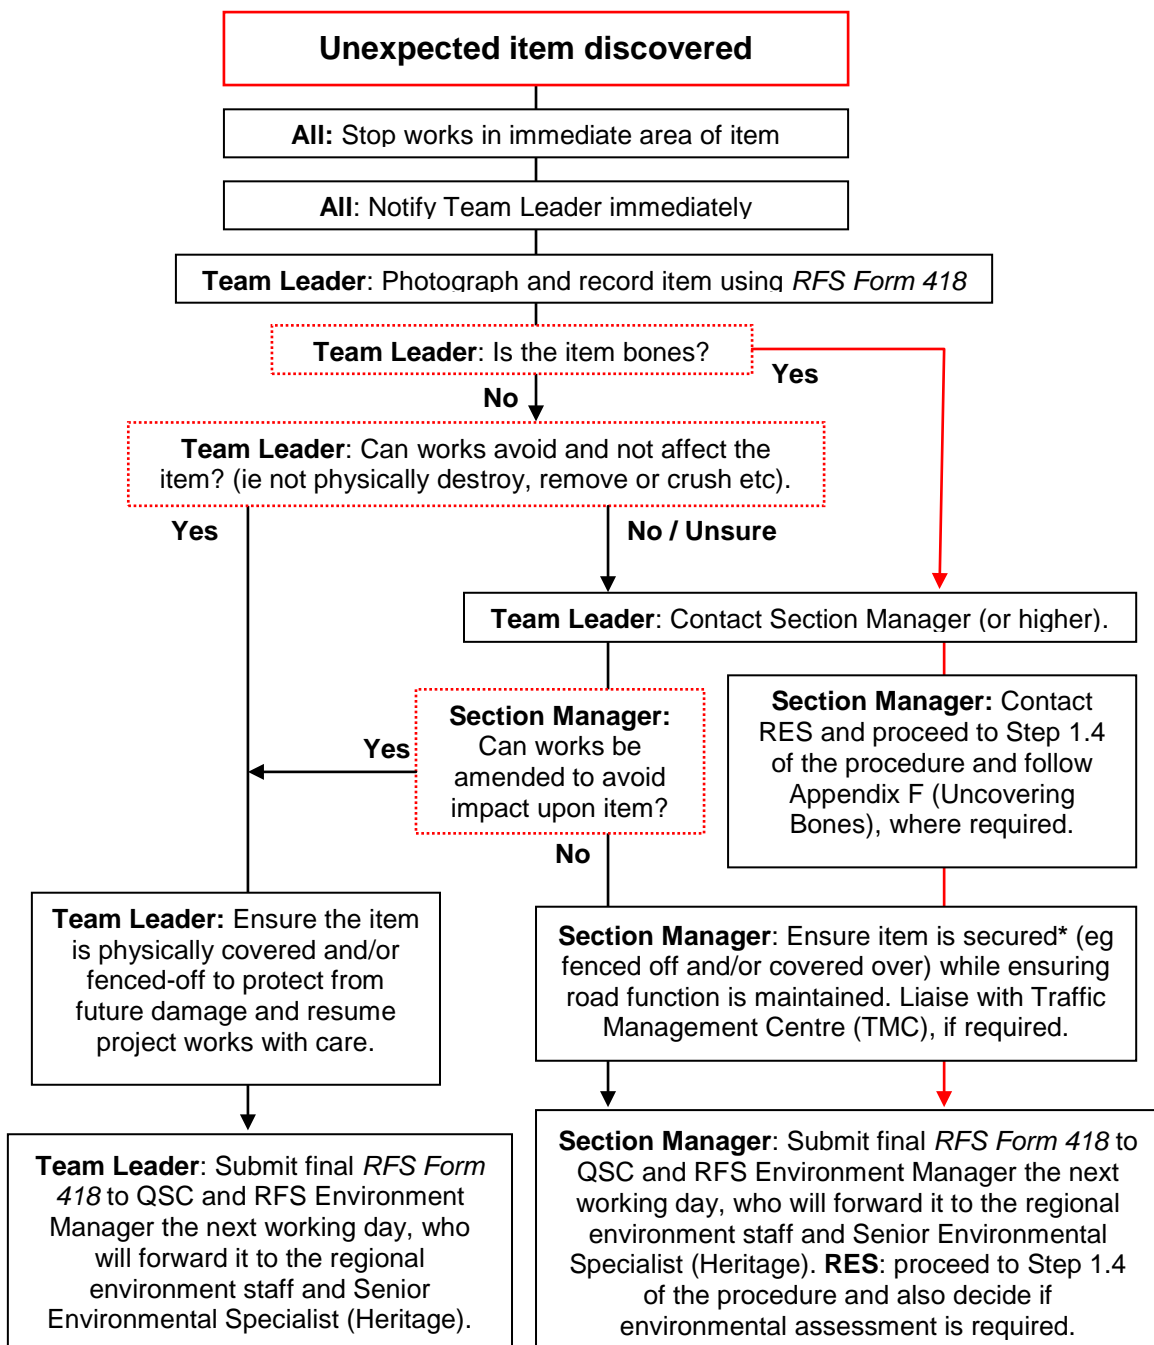 Unexpected item discovered
All: Stop works in immediate area of item
All: Notify Team Leader immediately
Team Leader: Photograph and record item using RFS Form 418
Team Leader: Is the item bones?
Yes
No
Team Leader: Can works avoid and not affect the
item? (ie not physically destroy, remove or crush etc).
Yes
No / Unsure
Team Leader: Contact Section Manager (or higher).
Section Manager:
Can works be
amended to avoid
impact upon item?
Yes
No
Section Manager: Contact
RES and proceed to Step 1.4
of the procedure and follow
Appendix F (Uncovering
Bones), where required.
Team Leader: Ensure the item
is physically covered and/or
fenced-off to protect from
future damage and resume
project works with care.
Section Manager: Ensure item is secured* (eg
fenced off and/or covered over) while ensuring
road function is maintained. Liaise with Traffic
Management Centre (TMC), if required.
Team Leader: Submit final RFS Form
418 to QSC and RFS Environment
Manager the next working day, who
will forward it to the regional
environment staff and Senior
Environmental Specialist (Heritage).
Section Manager: Submit final RFS Form 418 to
QSC and RFS Environment Manager the next
working day, who will forward it to the regional
environment staff and Senior Environmental
Specialist (Heritage). RES: proceed to Step 1.4
of the procedure and also decide if
environmental assessment is required.